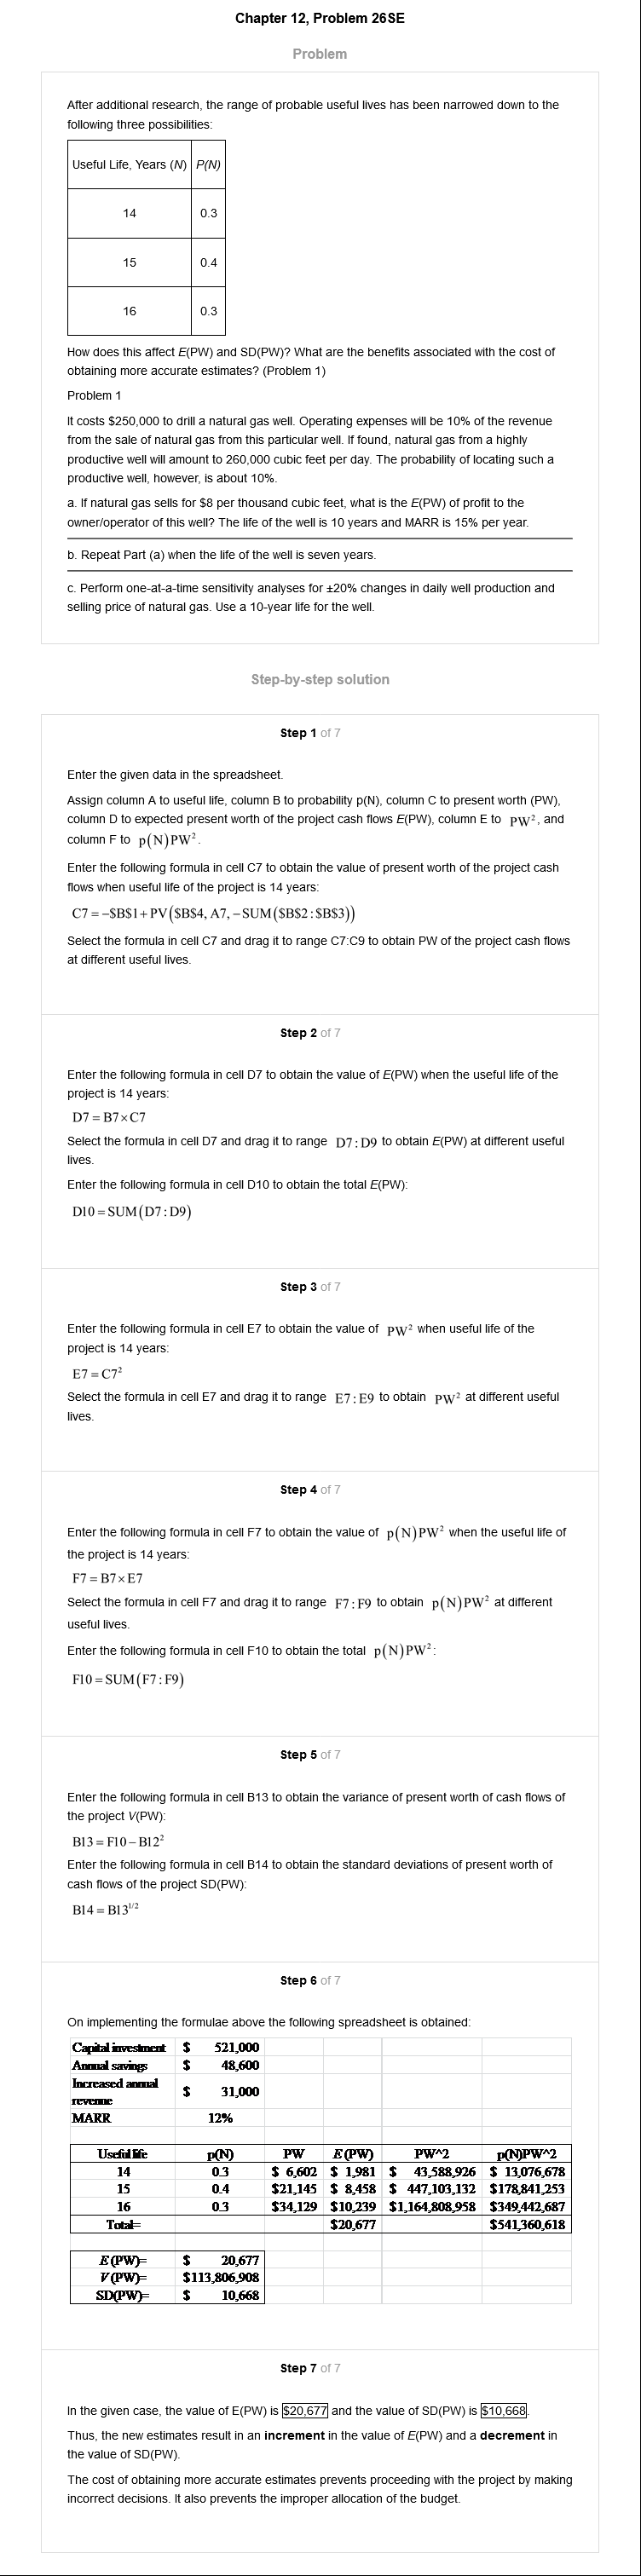 Chapter 12, Problem 26SE
Problem
After additional research, the range of probable useful lives has been narrowed down to the
following three possibilities:
Useful Life, Years (N) P(N)
14 0.3
15 0.4
16 0.3
How does this affect E(PW) and SD(PW)? What are the benefits associated with the cost of
obtaining more accurate estimates? (Problem 1)
Problem 1
It costs $250,000 to drill a natural gas well. Operating expenses will be 10% of the revenue
from the sale of natural gas from this particular well. If found, natural gas from a highly
productive well will amount to 260,000 cubic feet per day. The probability of locating such a
productive well, however, is about 10%.
a. If natural gas sells for $8 per thousand cubic feet, what is the E(PW) of profit to the
owner/operator of this well? The life of the well is 10 years and MARR is 15% per year.
b. Repeat Part (a) when the life of the well is seven years.
c. Perform one-at-a-time sensitivity analyses for ±20% changes in daily well production and
selling price of natural gas. Use a 10-year life for the well.
Step-by-step solution
Step 1 of 7
Enter the given data in the spreadsheet.
Assign column A to useful life, column B to probability p(N), column C to present worth (PW),
column D to expected present worth of the project cash flows E(PW), column E to PW², and
column F to p(N)PW².
Enter the following formula in cell C7 to obtain the value of present worth of the project cash
flows when useful life of the project is 14 years:
C7 = −$B$1 + PV($B$4, A7, −SUM($B$2 : $B$3))
Select the formula in cell C7 and drag it to range C7:C9 to obtain PW of the project cash flows
at different useful lives.
Step 2 of 7
Enter the following formula in cell D7 to obtain the value of E(PW) when the useful life of the
project is 14 years:
D7 = B7×C7
Select the formula in cell D7 and drag it to range D7 : D9 to obtain E(PW) at different useful
lives.
Enter the following formula in cell D10 to obtain the total E(PW):
D10 = SUM(D7 : D9)
Step 3 of 7
Enter the following formula in cell E7 to obtain the value of PW² when useful life of the
project is 14 years:
E7 = C7²
Select the formula in cell E7 and drag it to range E7 : E9 to obtain PW² at different useful
lives.
Step 4 of 7
Enter the following formula in cell F7 to obtain the value of p(N)PW² when the useful life of
the project is 14 years:
F7 = B7×E7
Select the formula in cell F7 and drag it to range F7 : F9 to obtain p(N)PW² at different
useful lives.
Enter the following formula in cell F10 to obtain the total p(N)PW² :
F10 = SUM(F7 : F9)
Step 5 of 7
Enter the following formula in cell B13 to obtain the variance of present worth of cash flows of
the project V(PW):
B13 = F10 − B12²
Enter the following formula in cell B14 to obtain the standard deviations of present worth of
cash flows of the project SD(PW):
B14 = B13^1/2
Step 6 of 7
On implementing the formulae above the following spreadsheet is obtained:
Capital investment $ 521,000
Annual savings $ 48,600
Increased annual
revenue $ 31,000
MARR 12%
Useful life p(N) PW E(PW) PW^2 p(N)PW^2
14 0.3 $ 6,602 $ 1,981 $ 43,588,926 $ 13,076,678
15 0.4 $21,145 $ 8,458 $ 447,103,132 $178,841,253
16 0.3 $34,129 $10,239 $1,164,808,958 $349,442,687
Total= $20,677 $541,360,618
E(PW)= $ 20,677
V(PW)= $113,806,908
SD(PW)= $ 10,668
Step 7 of 7
In the given case, the value of E(PW) is $20,677 and the value of SD(PW) is $10,668.
Thus, the new estimates result in an increment in the value of E(PW) and a decrement in
the value of SD(PW).
The cost of obtaining more accurate estimates prevents proceeding with the project by making
incorrect decisions. It also prevents the improper allocation of the budget.